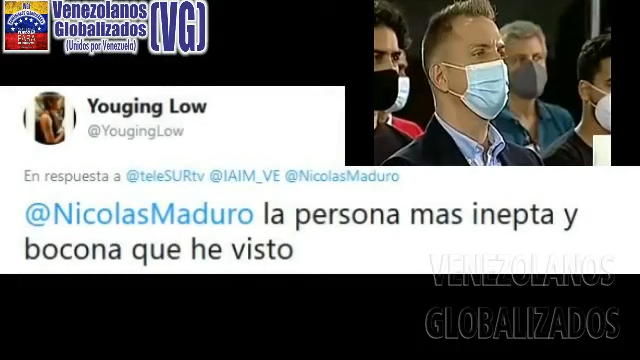 Venezolanos
Globalizados
(Unidos por Venezuela)
(VG)
Youging Low
@YougingLow
En respuesta a @teleSURtv @IAIM_VE @NicolasMaduro
@NicolasMaduro la persona mas inepta y
bocona que he visto
VENEZOLANOS
GLOBALIZADOS